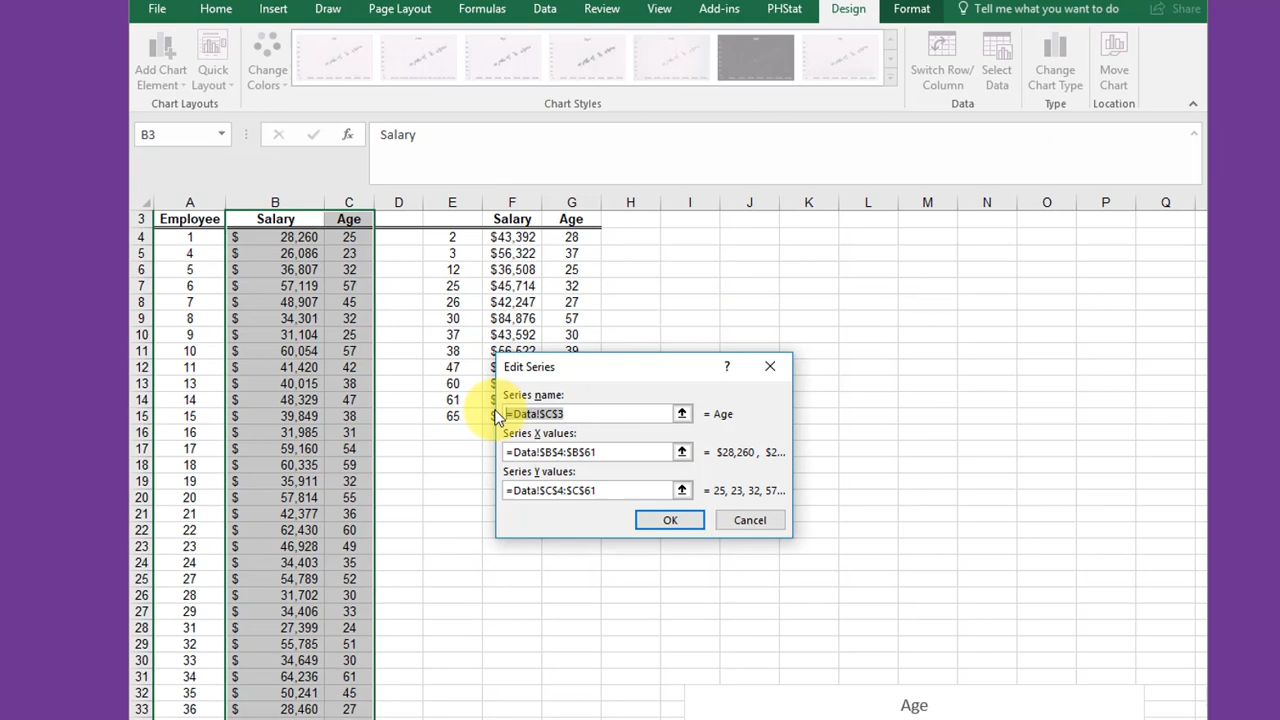 File Home Insert Draw Page Layout Formulas Data Review View Add-ins PHStat Design Format Tell me what you want to do Share
Add Chart Element Quick Layout Change Colors Switch Row/ Column Select Data Change Chart Type Move Chart
Chart Layouts Chart Styles Data Type Location
B3 fx Salary
A B C D E F G H I J K L M N O P Q
3 Employee Salary Age Salary Age
4 1 $ 28,260 25 2 $43,392 28
5 4 $ 26,086 23 3 $56,322 37
6 5 $ 36,807 32 12 $36,508 25
7 6 $ 57,119 57 25 $45,714 32
8 7 $ 48,907 45 26 $42,247 27
9 8 $ 34,301 32 30 $84,876 57
10 9 $ 31,104 25 37 $43,592 30
11 10 $ 60,054 57 38 $66,522 39
12 11 $ 41,420 42 47 $
13 13 $ 40,015 38 60 $
14 14 $ 48,329 47 61 $
15 15 $ 39,849 38 65 $
16 16 $ 31,985 31
17 17 $ 59,160 54
18 18 $ 60,335 59
19 19 $ 35,911 32
20 20 $ 57,814 55
21 21 $ 42,377 36
22 22 $ 62,430 60
23 23 $ 46,928 49
24 24 $ 34,403 35
25 27 $ 54,789 52
26 28 $ 31,702 30
27 29 $ 34,406 33
28 31 $ 27,399 24
29 32 $ 55,785 51
30 33 $ 34,649 30
31 34 $ 64,236 61
32 35 $ 50,241 45
33 36 $ 28,460 27
Edit Series ?
Series name:
=Data!$C$3 = Age
Series X values:
=Data!$B$4:$B$61 = $28,260 , $2...
Series Y values:
=Data!$C$4:$C$61 = 25, 23, 32, 57...
OK Cancel
Age